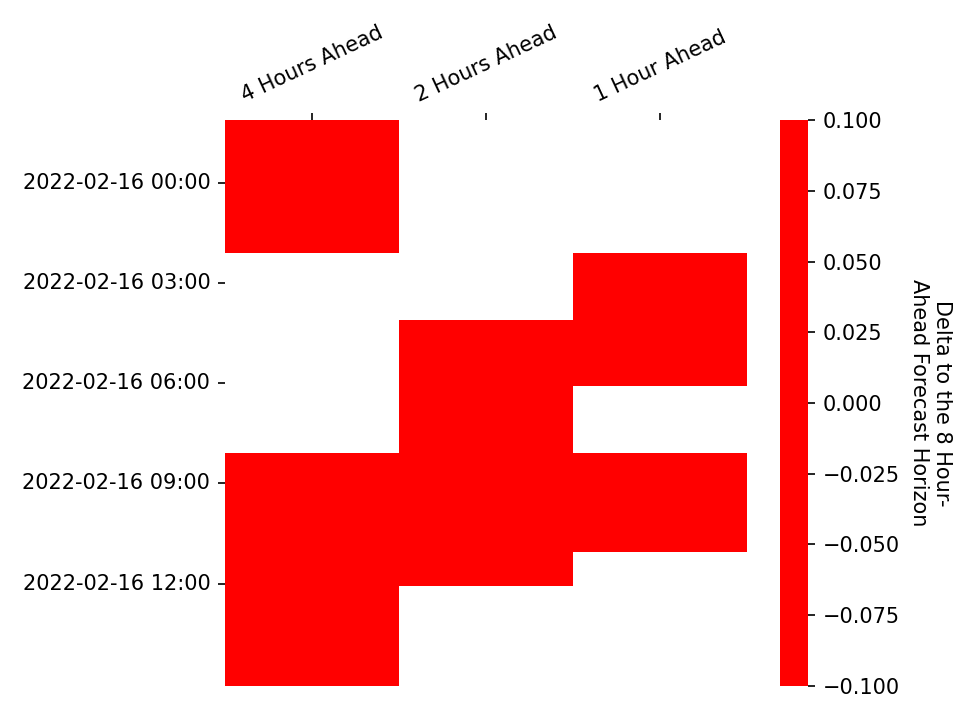 4 Hours Ahead
2 Hours Ahead
1 Hour Ahead
2022-02-16 00:00
2022-02-16 03:00
2022-02-16 06:00
2022-02-16 09:00
2022-02-16 12:00
0.100
0.075
0.050
0.025
0.000
−0.025
−0.050
−0.075
−0.100
Delta to the 8 Hour-
Ahead Forecast Horizon